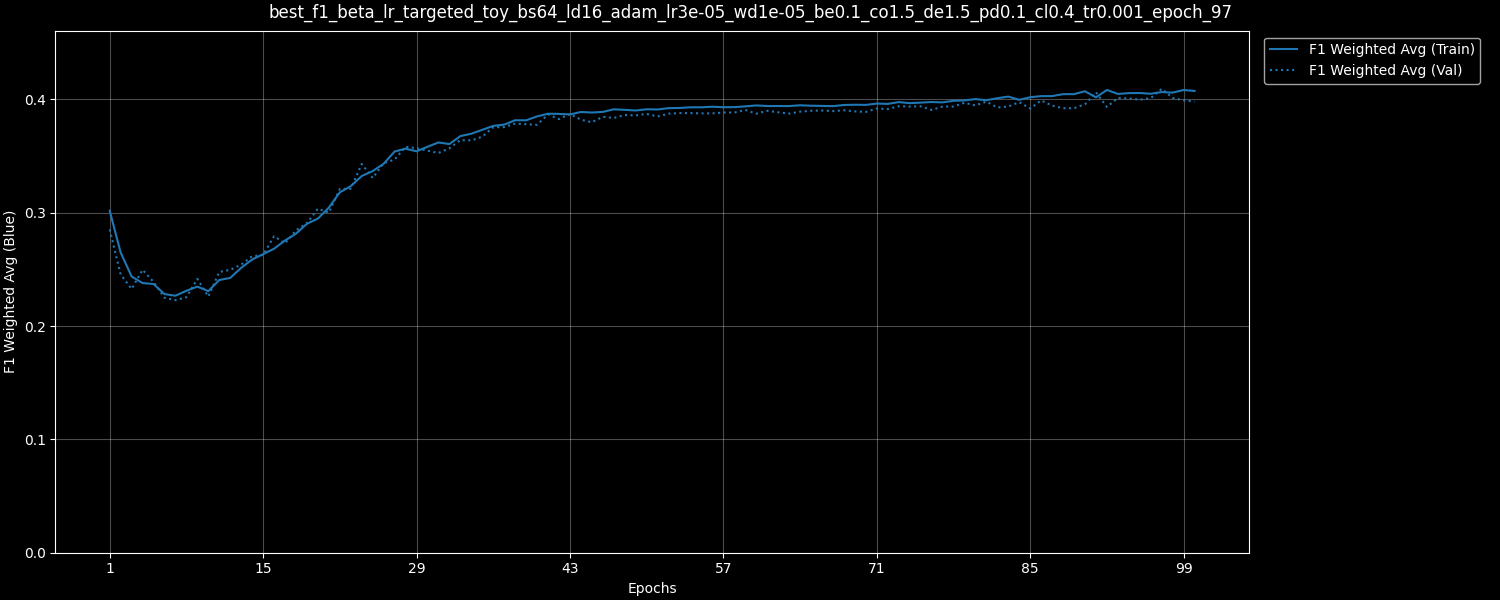 best_f1_beta_lr_targeted_toy_bs64_ld16_adam_lr3e-05_wd1e-05_be0.1_co1.5_de1.5_pd0.1_cl0.4_tr0.001_epoch_97
F1 Weighted Avg (Train)
F1 Weighted Avg (Val)
F1 Weighted Avg (Blue)
0.4
0.3
0.2
0.1
0.0
1 15 29 43 57 71 85 99
Epochs